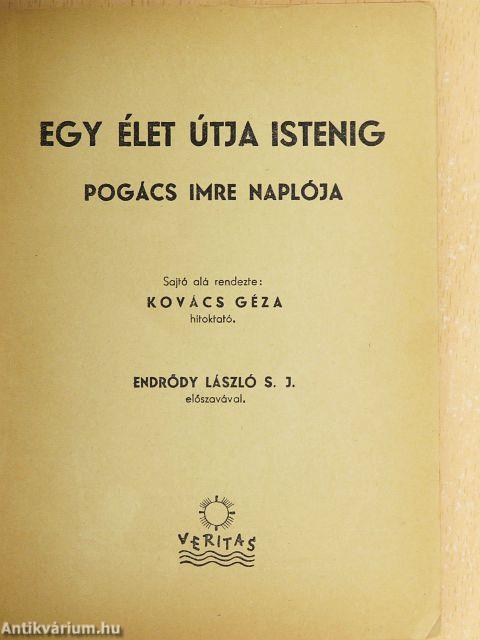 EGY ÉLET ÚTJA ISTENIG
POGÁCS IMRE NAPLÓJA
Sajtó alá rendezte:
KOVÁCS GÉZA
hitoktató.
ENDRŐDY LÁSZLÓ S. J.
előszavával.
VERITAS
Antikvárium.hu